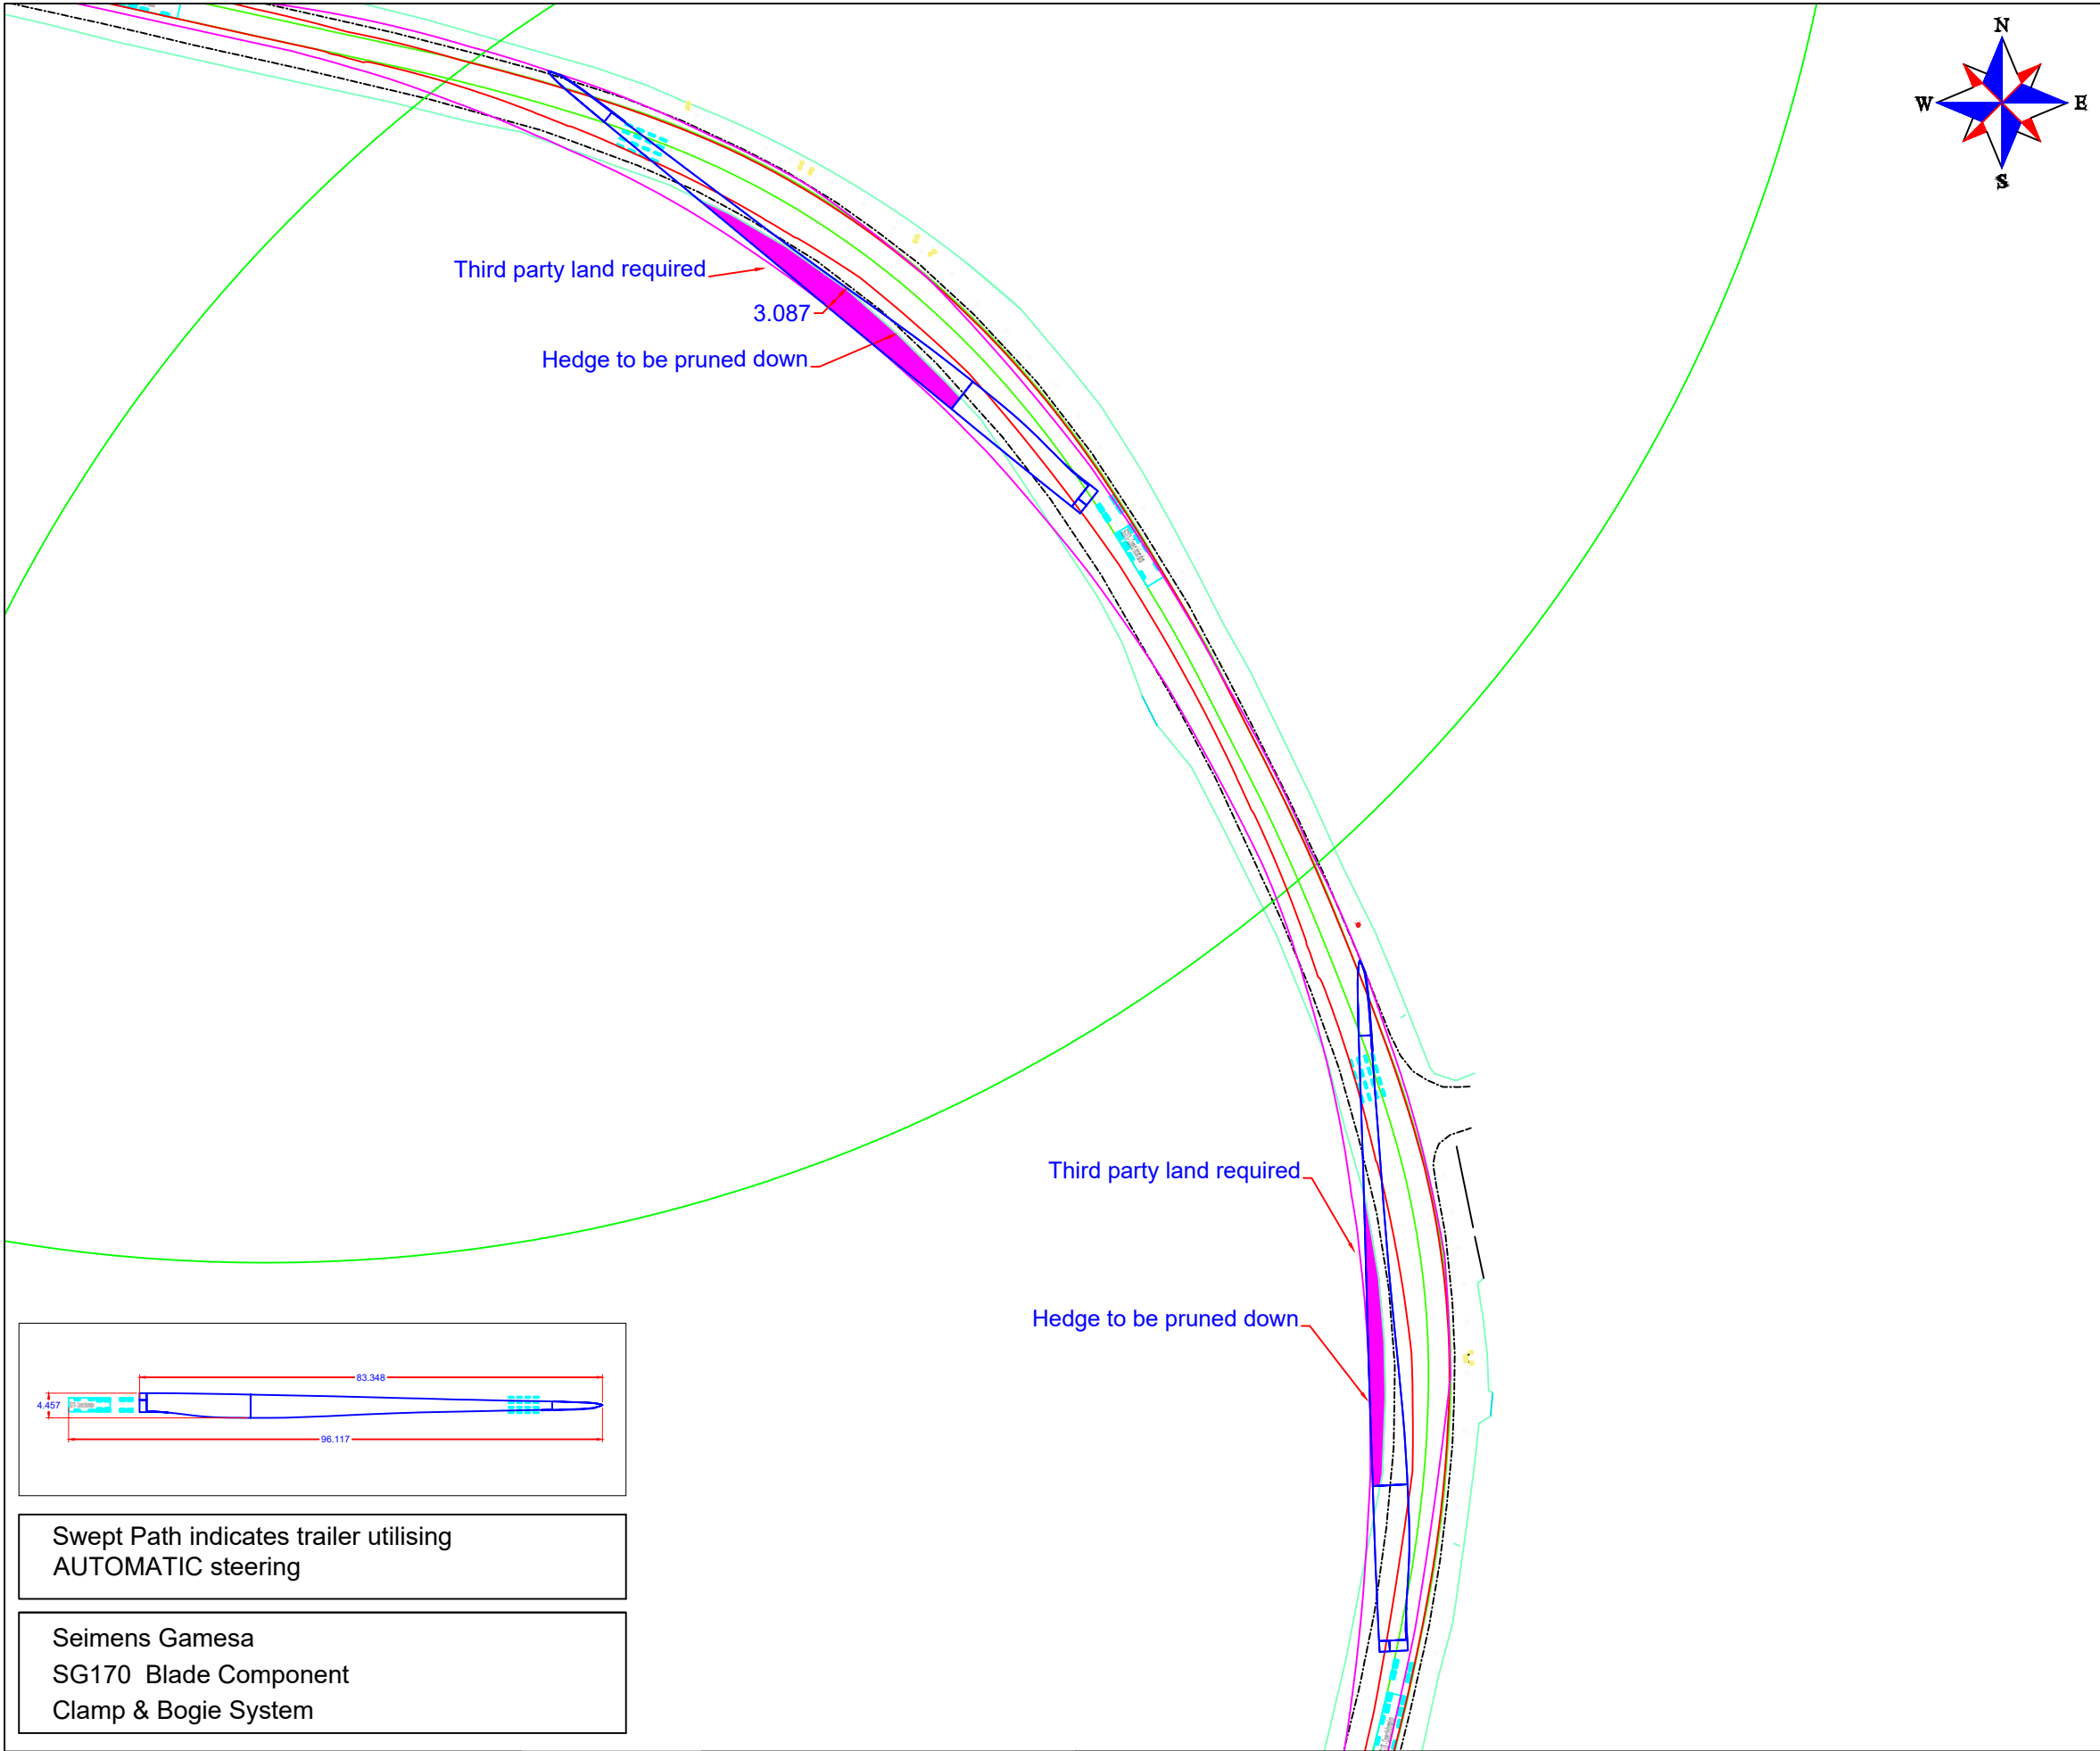 N
W E
S
Third party land required
3.087
Hedge to be pruned down
Third party land required
Hedge to be pruned down
83.348
4.457
96.117
Swept Path indicates trailer utilising
AUTOMATIC steering
Seimens Gamesa
SG170 Blade Component
Clamp & Bogie System